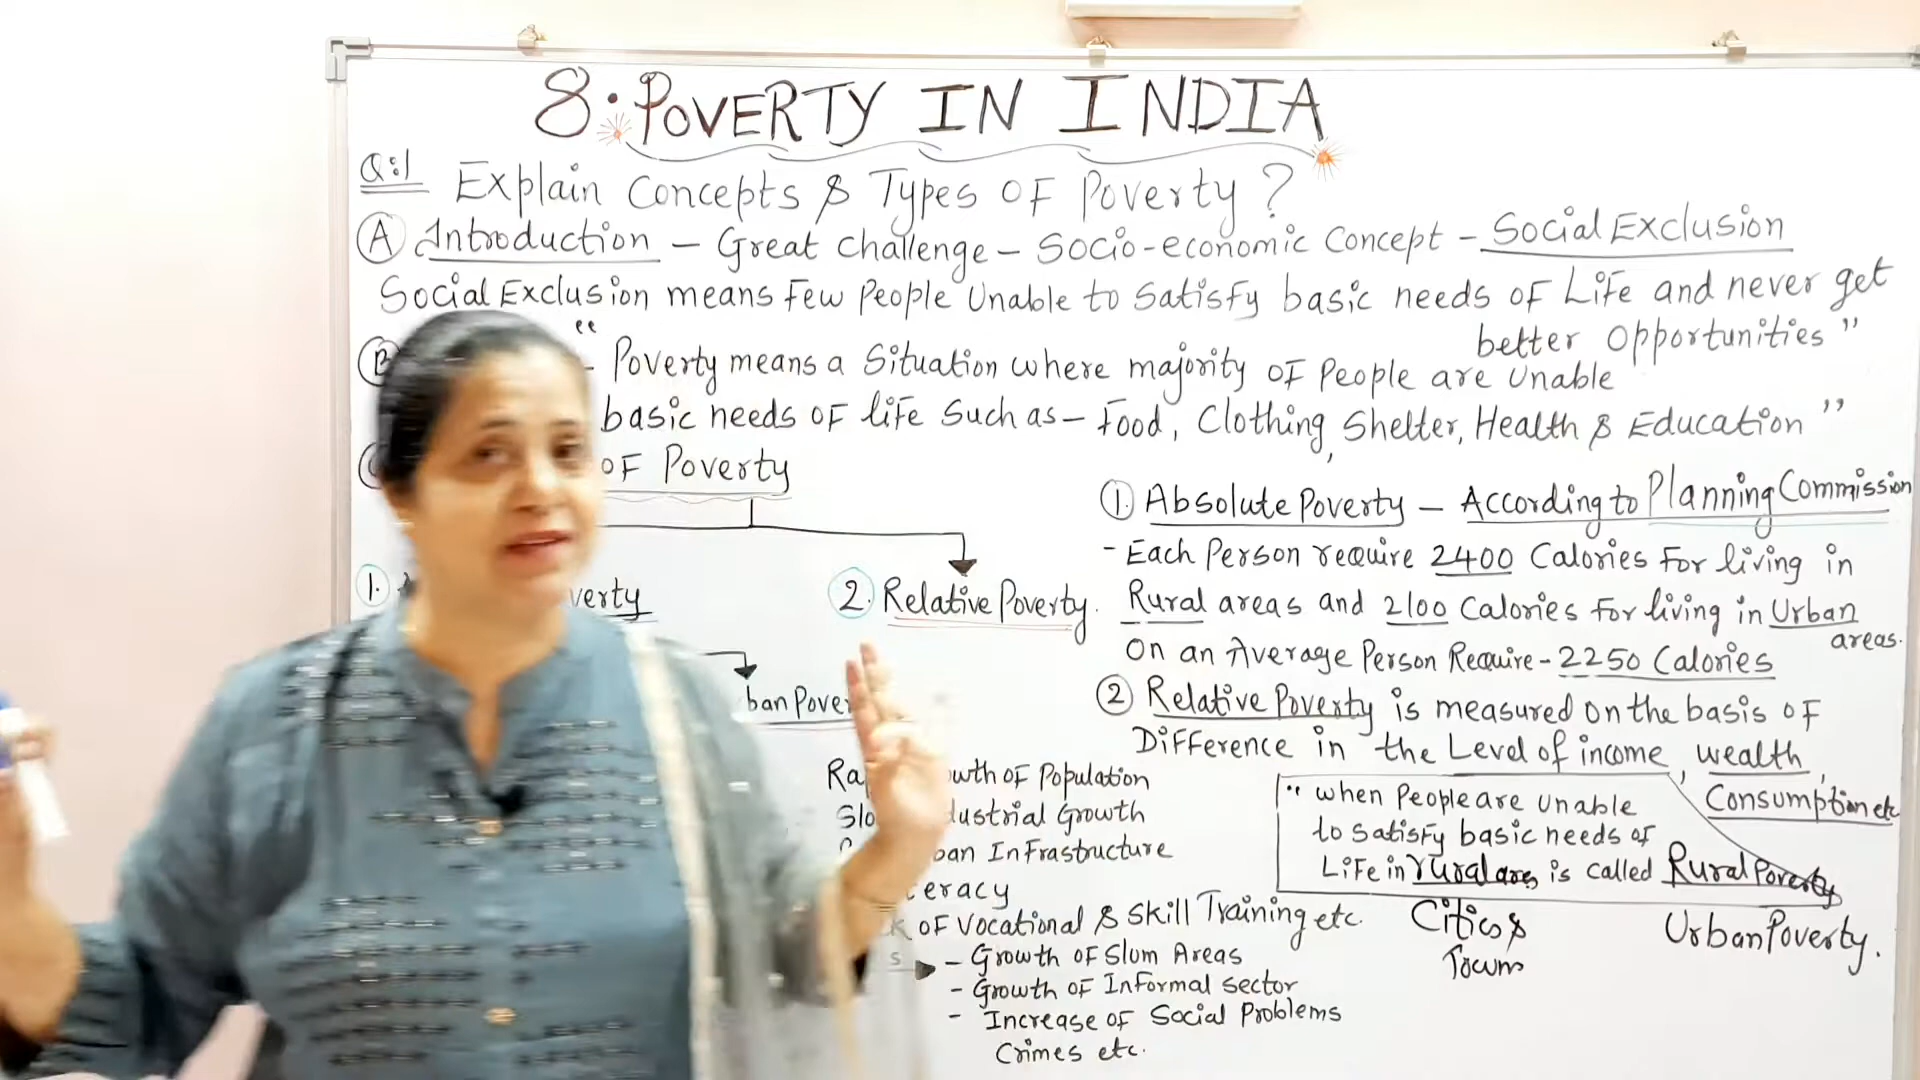 8. POVERTY IN INDIA
Q:1 Explain Concepts & Types OF Poverty?
A Introduction – Great Challenge – Socio-economic Concept – Social Exclusion
Social Exclusion means Few People Unable to Satisfy basic needs OF Life and never get
better Opportunities"
B "Poverty means a Situation where majority OF People are Unable
basic needs OF life Such as – Food, Clothing, Shelter, Health & Education"
OF Poverty
1. verty
2. Relative Poverty.
ban Pover
1. Absolute Poverty – According to Planning Commission
- Each Person require 2400 Calories For living in
Rural areas and 2100 Calories For living in Urban
areas.
On an Average Person Require - 2250 Calories
2 Relative Poverty is measured on the basis OF
Difference in the Level of income, wealth,
Consumption etc
"when People are Unable
to Satisfy basic needs of
LiFe in rural ares is called Rural Poverty
Cities &
Towns
Urban Poverty.
Ra wth OF Population
Slo dustrial Growth
ban InFrastructure
eracy
k OF Vocational & Skill Training etc.
s – Growth OF Slum Areas
- Growth OF Informal Sector
- Increase OF Social Problems
Crimes etc.